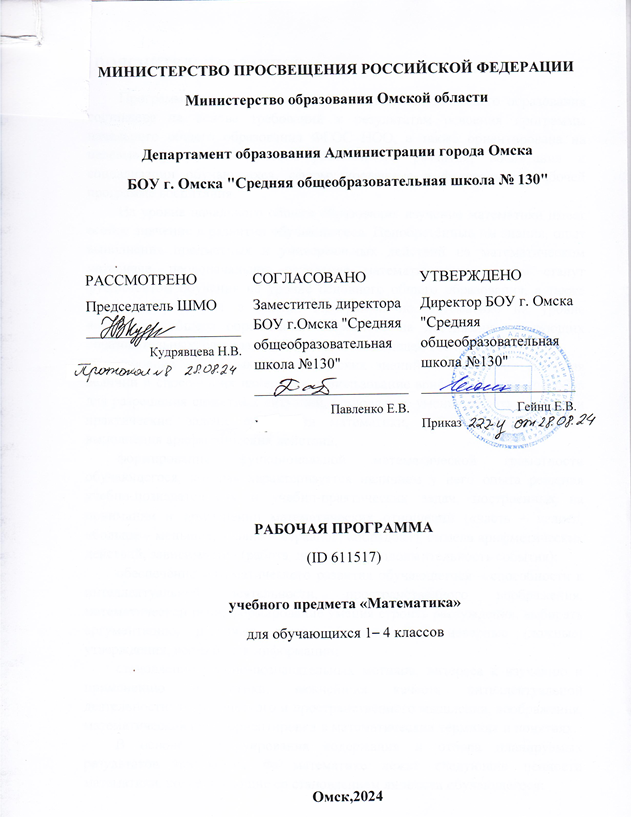 МИНИСТЕРСТВО ПРОСВЕЩЕНИЯ РОССИЙСКОЙ ФЕДЕРАЦИИ
Министерство образования Омской области
Департамент образования Администрации города Омска
БОУ г. Омска "Средняя общеобразовательная школа № 130"
РАССМОТРЕНО
Председатель ШМО
Кудрявцева Н.В.
Протокол №8 28.08.24
СОГЛАСОВАНО
Заместитель директора
БОУ г.Омска "Средняя
общеобразовательная
школа №130"
Павленко Е.В.
УТВЕРЖДЕНО
Директор БОУ г. Омска
"Средняя
общеобразовательная
школа №130"
Гейнц Е.В.
Приказ 222-у от 28.08.24
РАБОЧАЯ ПРОГРАММА
(ID 611517)
учебного предмета «Математика»
для обучающихся 1– 4 классов
Омск,2024